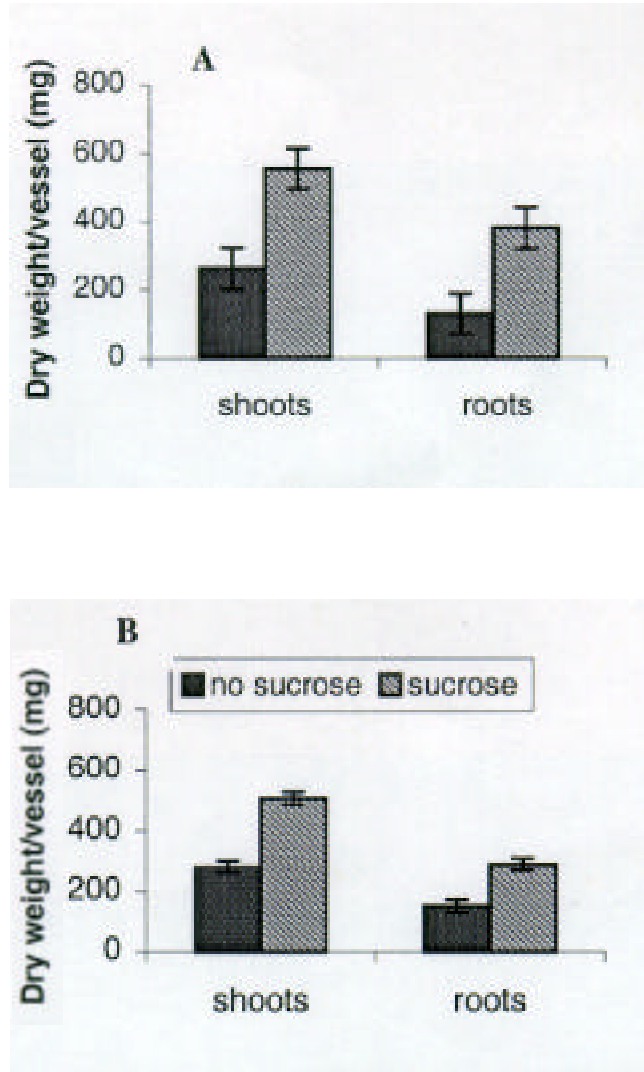 A
Dry weight/vessel (mg)
800
600
400
200
0
shoots roots
B
no sucrose sucrose
Dry weight/vessel (mg)
800
600
400
200
0
shoots roots